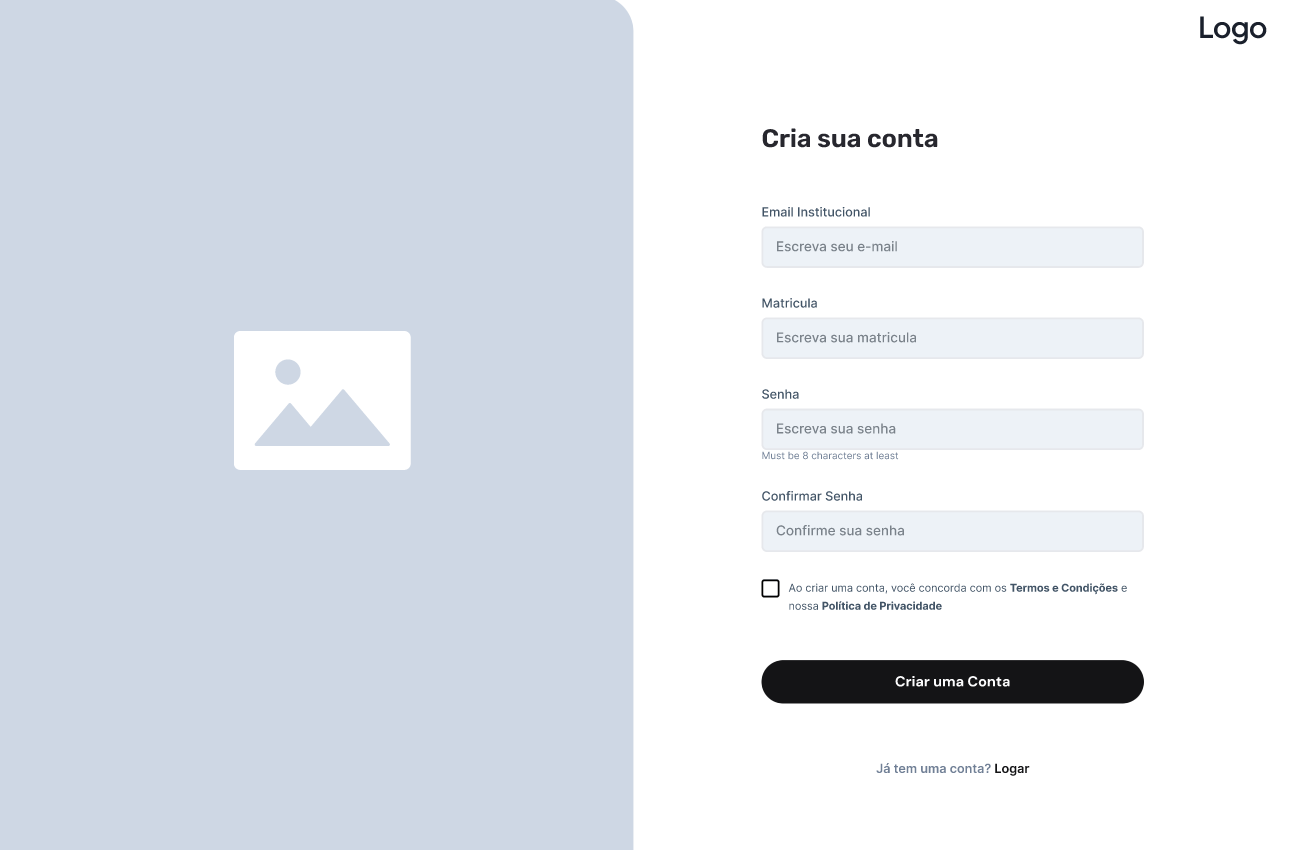 Logo
Cria sua conta
Email Institucional
Escreva seu e-mail
Matricula
Escreva sua matricula
Senha
Escreva sua senha
Must be 8 characters at least
Confirmar Senha
Confirme sua senha
Ao criar uma conta, você concorda com os Termos e Condições e
nossa Política de Privacidade
Criar uma Conta
Já tem uma conta? Logar